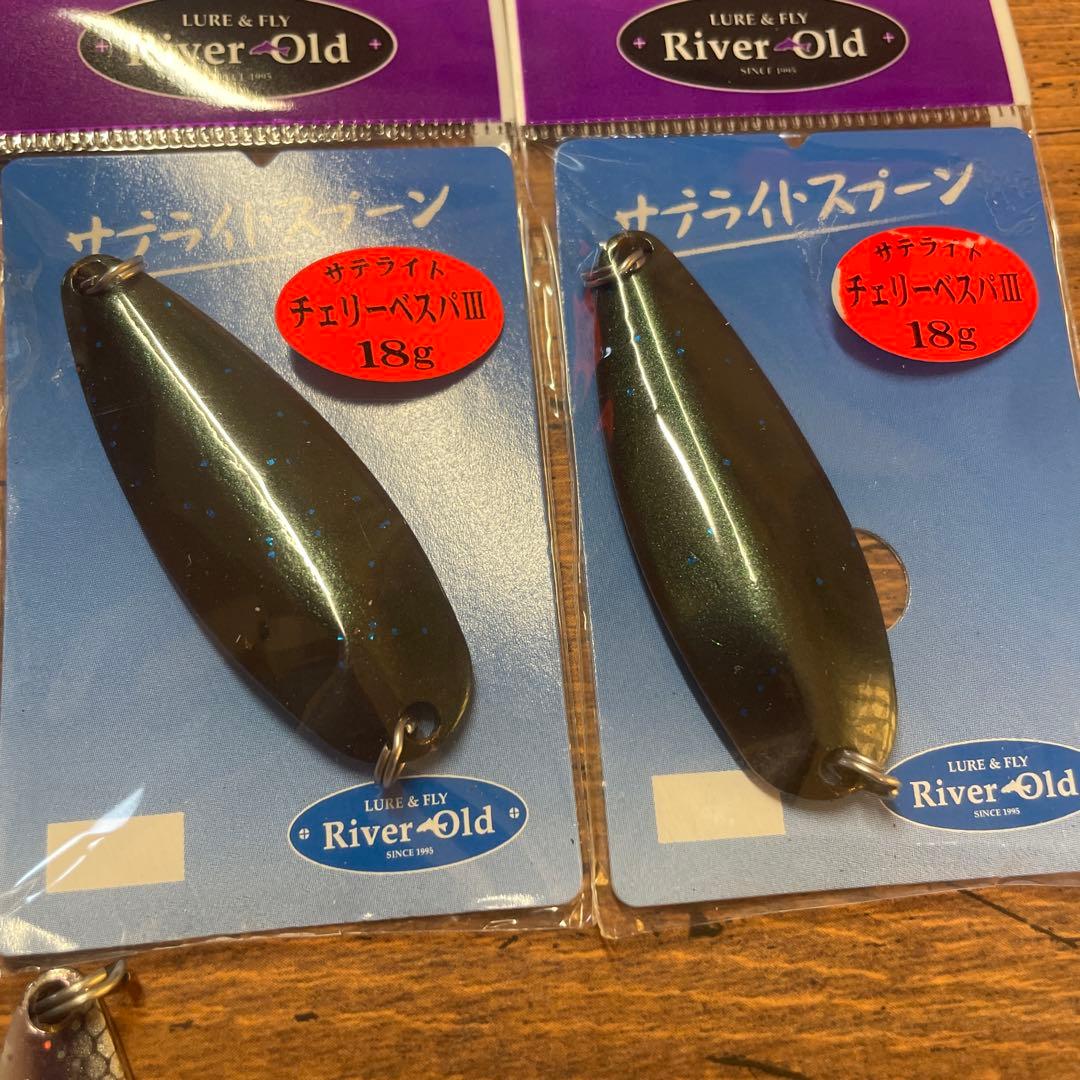 LURE & FLY
River Old
SINCE 1995
LURE & FLY
River Old
SINCE 1995
サテライトスプーン
サテライト
チェリーベスパIII
18g
LURE & FLY
River Old
SINCE 1995
サテライトスプーン
サテライト
チェリーベスパIII
18g
LURE & FLY
River Old
SINCE 1995